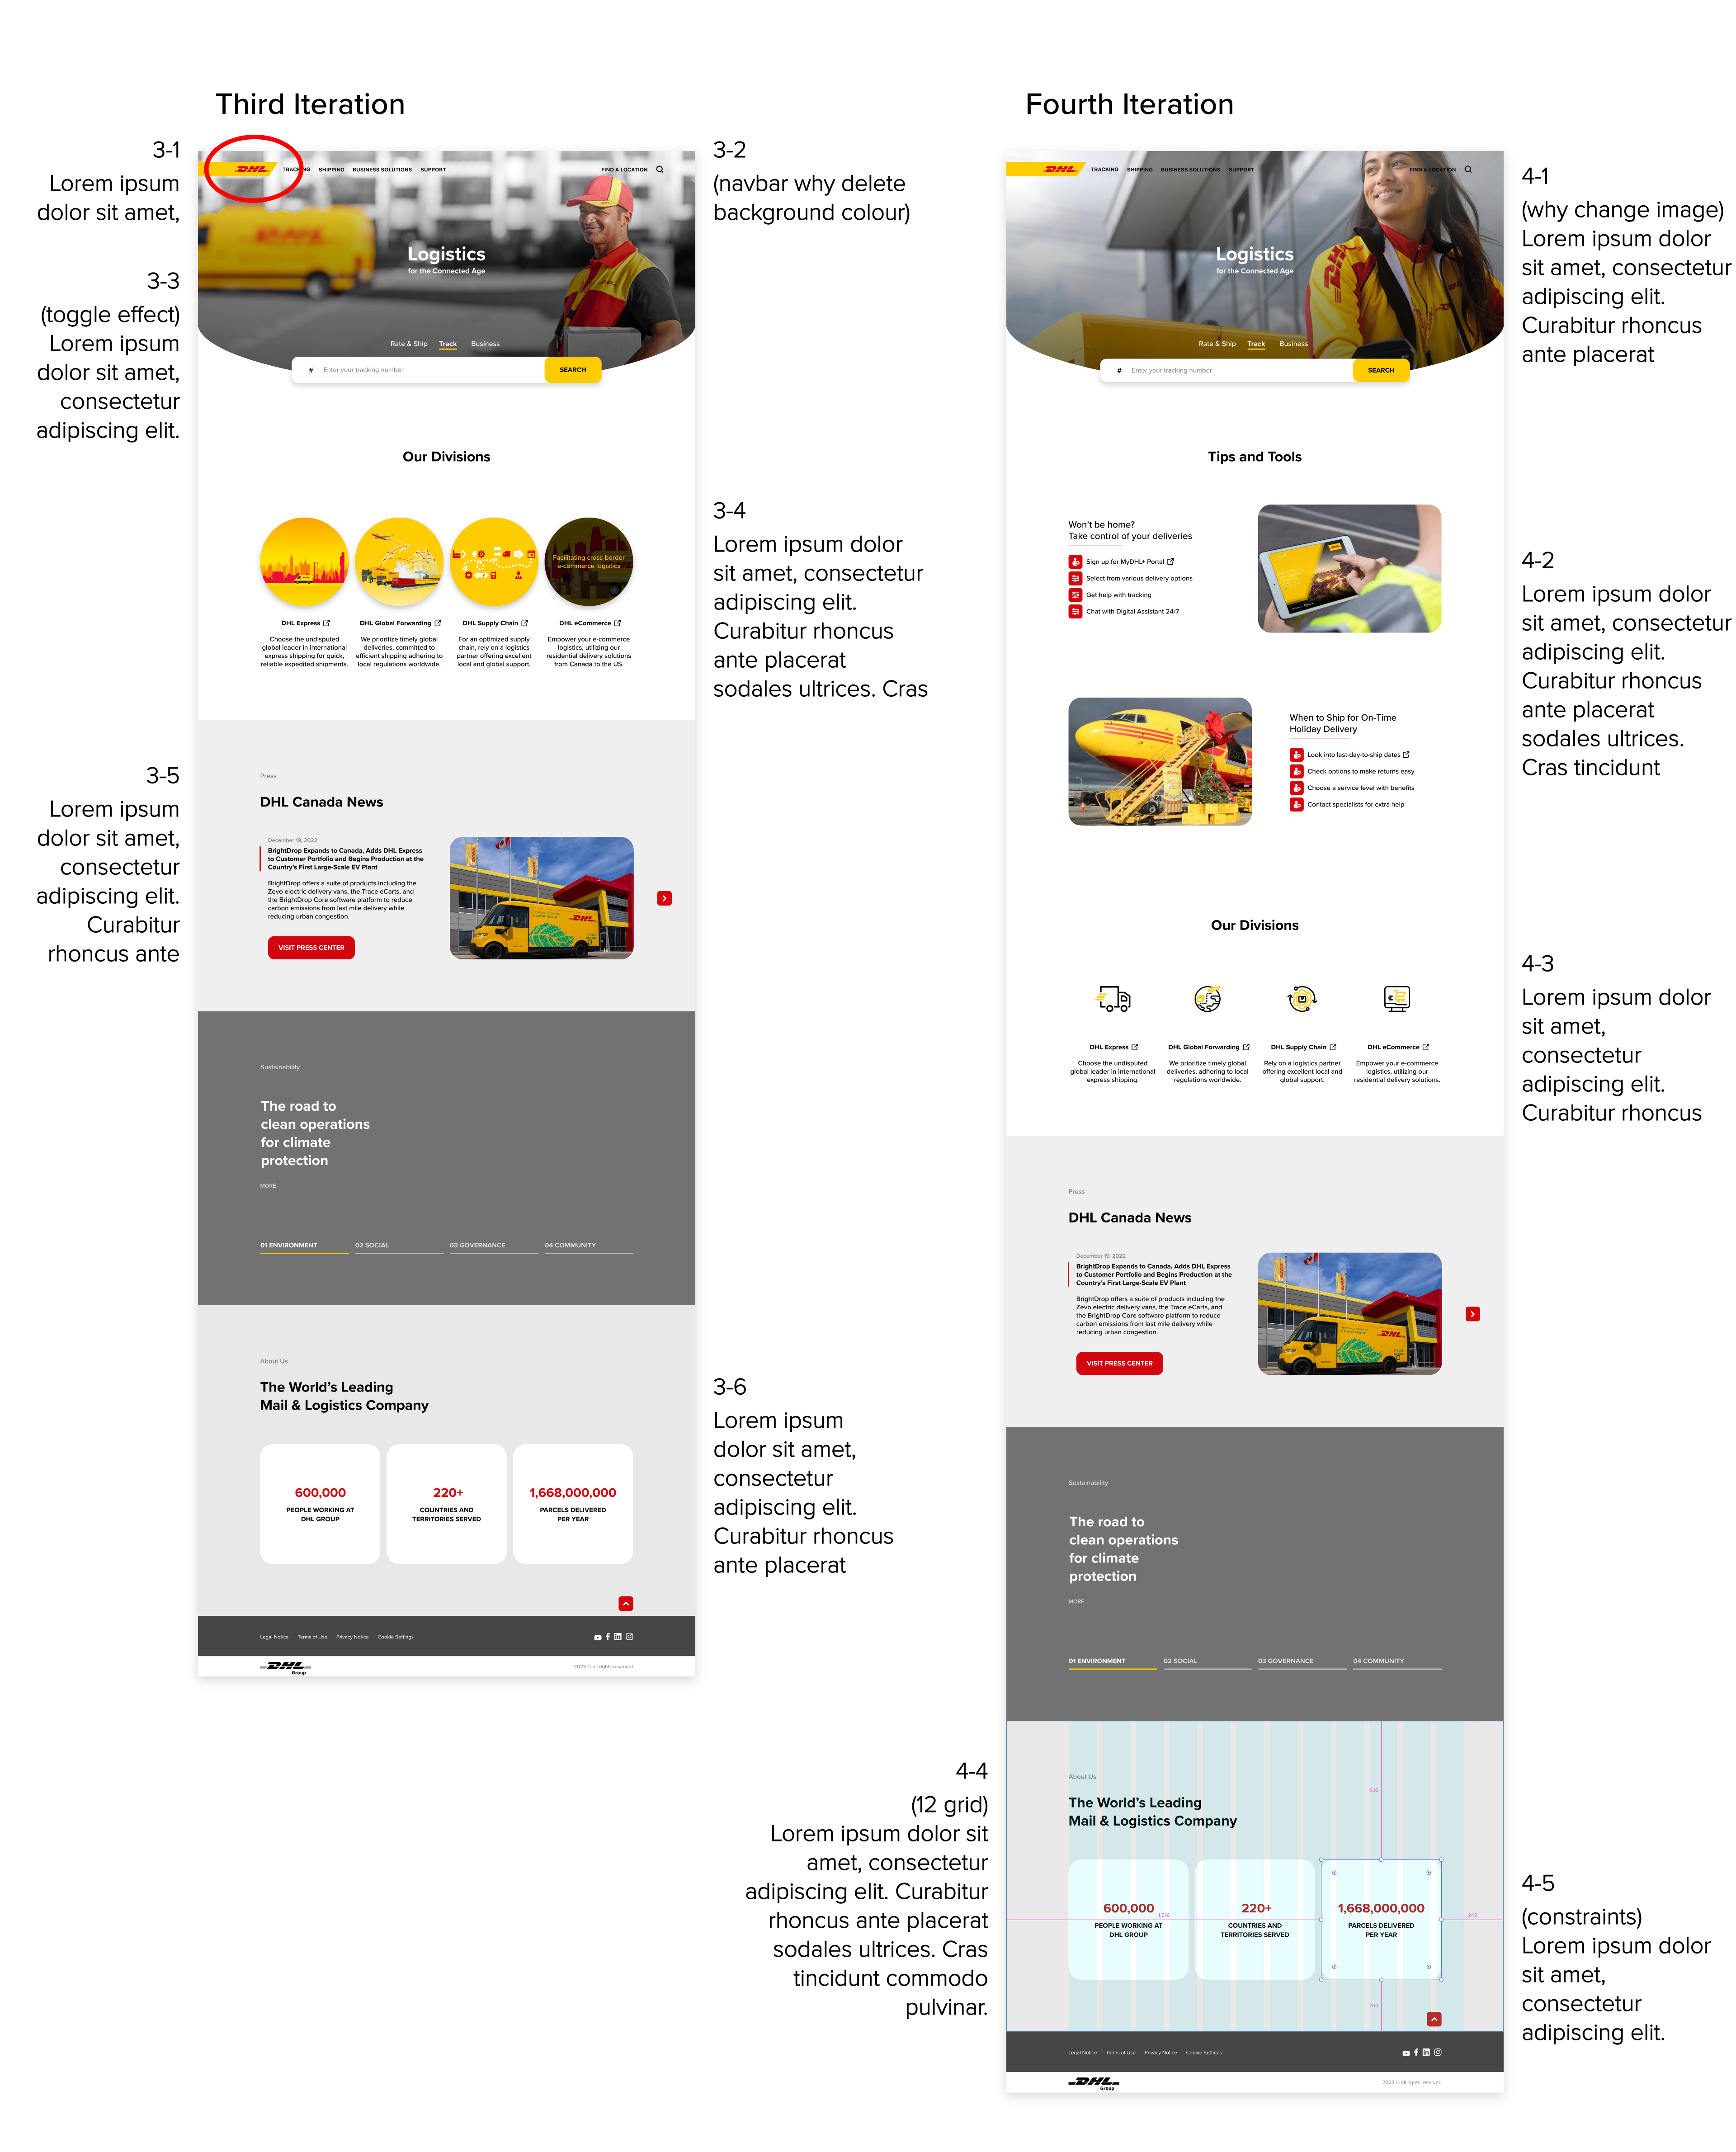 Third Iteration
3-1
Lorem ipsum
dolor sit amet,
3-3
(toggle effect)
Lorem ipsum
dolor sit amet,
consectetur
adipiscing elit.
3-5
Lorem ipsum
dolor sit amet,
consectetur
adipiscing elit.
Curabitur
rhoncus ante
DHL
TRACKING SHIPPING BUSINESS SOLUTIONS SUPPORT FIND A LOCATION
Logistics
for the Connected Age
Rate & Ship Track Business
# Enter your tracking number SEARCH
Our Divisions
Facilitating cross-border
e-commerce logistics
DHL Express
Choose the undisputed
global leader in international
express shipping for quick,
reliable expedited shipments.
DHL Global Forwarding
We prioritize timely global
deliveries, committed to
efficient shipping adhering to
local regulations worldwide.
DHL Supply Chain
For an optimized supply
chain, rely on a logistics
partner offering excellent
local and global support.
DHL eCommerce
Empower your e-commerce
logistics, utilizing our
residential delivery solutions
from Canada to the US.
Press
DHL Canada News
December 19, 2022
BrightDrop Expands to Canada, Adds DHL Express
to Customer Portfolio and Begins Production at the
Country's First Large-Scale EV Plant
BrightDrop offers a suite of products including the
Zevo electric delivery vans, the Trace eCarts, and
the BrightDrop Core software platform to reduce
carbon emissions from last mile delivery while
reducing urban congestion.
VISIT PRESS CENTER
Sustainability
The road to
clean operations
for climate
protection
MORE
01 ENVIRONMENT 02 SOCIAL 03 GOVERNANCE 04 COMMUNITY
About Us
The World's Leading
Mail & Logistics Company
600,000
PEOPLE WORKING AT
DHL GROUP
220+
COUNTRIES AND
TERRITORIES SERVED
1,668,000,000
PARCELS DELIVERED
PER YEAR
Legal Notice Terms of Use Privacy Notice Cookie Settings
DHL
Group
2023 © all rights reserved
3-2
(navbar why delete
background colour)
3-4
Lorem ipsum dolor
sit amet, consectetur
adipiscing elit.
Curabitur rhoncus
ante placerat
sodales ultrices. Cras
3-6
Lorem ipsum
dolor sit amet,
consectetur
adipiscing elit.
Curabitur rhoncus
ante placerat
Fourth Iteration
DHL
TRACKING SHIPPING BUSINESS SOLUTIONS SUPPORT FIND A LOCATION
Logistics
for the Connected Age
Rate & Ship Track Business
# Enter your tracking number SEARCH
Tips and Tools
Won't be home?
Take control of your deliveries
Sign up for MyDHL+ Portal
Select from various delivery options
Get help with tracking
Chat with Digital Assistant 24/7
When to Ship for On-Time
Holiday Delivery
Look into last-day-to-ship dates
Check options to make returns easy
Choose a service level with benefits
Contact specialists for extra help
Our Divisions
DHL Express
Choose the undisputed
global leader in international
express shipping.
DHL Global Forwarding
We prioritize timely global
deliveries, adhering to local
regulations worldwide.
DHL Supply Chain
Rely on a logistics partner
offering excellent local and
global support.
DHL eCommerce
Empower your e-commerce
logistics, utilizing our
residential delivery solutions.
Press
DHL Canada News
December 19, 2022
BrightDrop Expands to Canada, Adds DHL Express
to Customer Portfolio and Begins Production at the
Country's First Large-Scale EV Plant
BrightDrop offers a suite of products including the
Zevo electric delivery vans, the Trace eCarts, and
the BrightDrop Core software platform to reduce
carbon emissions from last mile delivery while
reducing urban congestion.
VISIT PRESS CENTER
Sustainability
The road to
clean operations
for climate
protection
MORE
01 ENVIRONMENT 02 SOCIAL 03 GOVERNANCE 04 COMMUNITY
About Us
The World's Leading
Mail & Logistics Company
600,000
PEOPLE WORKING AT
DHL GROUP
1,216
220+
COUNTRIES AND
TERRITORIES SERVED
1,668,000,000
PARCELS DELIVERED
PER YEAR
240
Legal Notice Terms of Use Privacy Notice Cookie Settings
DHL
Group
2023 © all rights reserved
4-1
(why change image)
Lorem ipsum dolor
sit amet, consectetur
adipiscing elit.
Curabitur rhoncus
ante placerat
4-2
Lorem ipsum dolor
sit amet, consectetur
adipiscing elit.
Curabitur rhoncus
ante placerat
sodales ultrices.
Cras tincidunt
4-3
Lorem ipsum dolor
sit amet,
consectetur
adipiscing elit.
Curabitur rhoncus
4-4
(12 grid)
Lorem ipsum dolor sit
amet, consectetur
adipiscing elit. Curabitur
rhoncus ante placerat
sodales ultrices. Cras
tincidunt commodo
pulvinar.
4-5
(constraints)
Lorem ipsum dolor
sit amet,
consectetur
adipiscing elit.